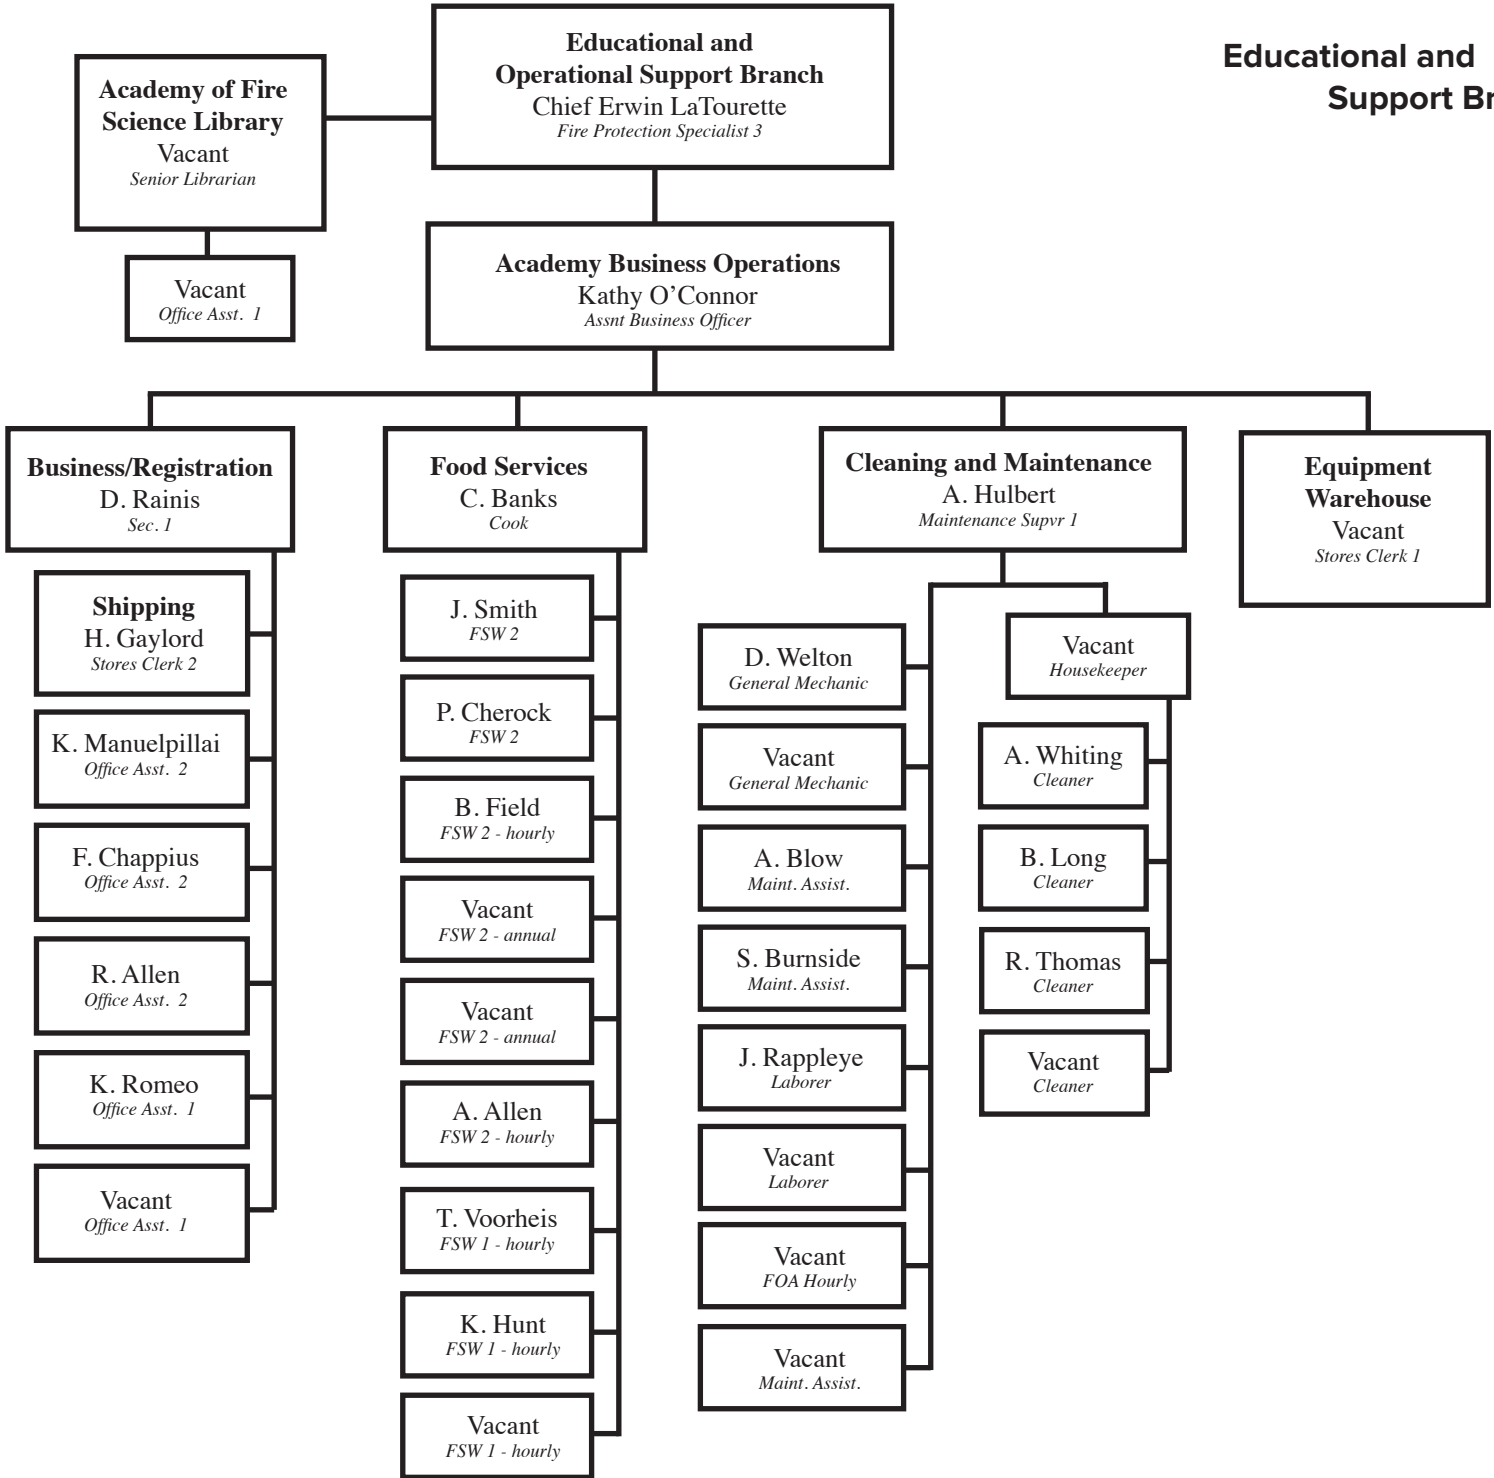 Educational and
Support Br
Educational and
Operational Support Branch
Chief Erwin LaTourette
Fire Protection Specialist 3
Academy of Fire
Science Library
Vacant
Senior Librarian
Vacant
Office Asst. 1
Academy Business Operations
Kathy O’Connor
Assnt Business Officer
Business/Registration
D. Rainis
Sec. 1
Shipping
H. Gaylord
Stores Clerk 2
K. Manuelpillai
Office Asst. 2
F. Chappius
Office Asst. 2
R. Allen
Office Asst. 2
K. Romeo
Office Asst. 1
Vacant
Office Asst. 1
Food Services
C. Banks
Cook
J. Smith
FSW 2
P. Cherock
FSW 2
B. Field
FSW 2 - hourly
Vacant
FSW 2 - annual
Vacant
FSW 2 - annual
A. Allen
FSW 2 - hourly
T. Voorheis
FSW 1 - hourly
K. Hunt
FSW 1 - hourly
Vacant
FSW 1 - hourly
Cleaning and Maintenance
A. Hulbert
Maintenance Supvr 1
D. Welton
General Mechanic
Vacant
General Mechanic
A. Blow
Maint. Assist.
S. Burnside
Maint. Assist.
J. Rappleye
Laborer
Vacant
Laborer
Vacant
FOA Hourly
Vacant
Maint. Assist.
Vacant
Housekeeper
A. Whiting
Cleaner
B. Long
Cleaner
R. Thomas
Cleaner
Vacant
Cleaner
Equipment
Warehouse
Vacant
Stores Clerk 1